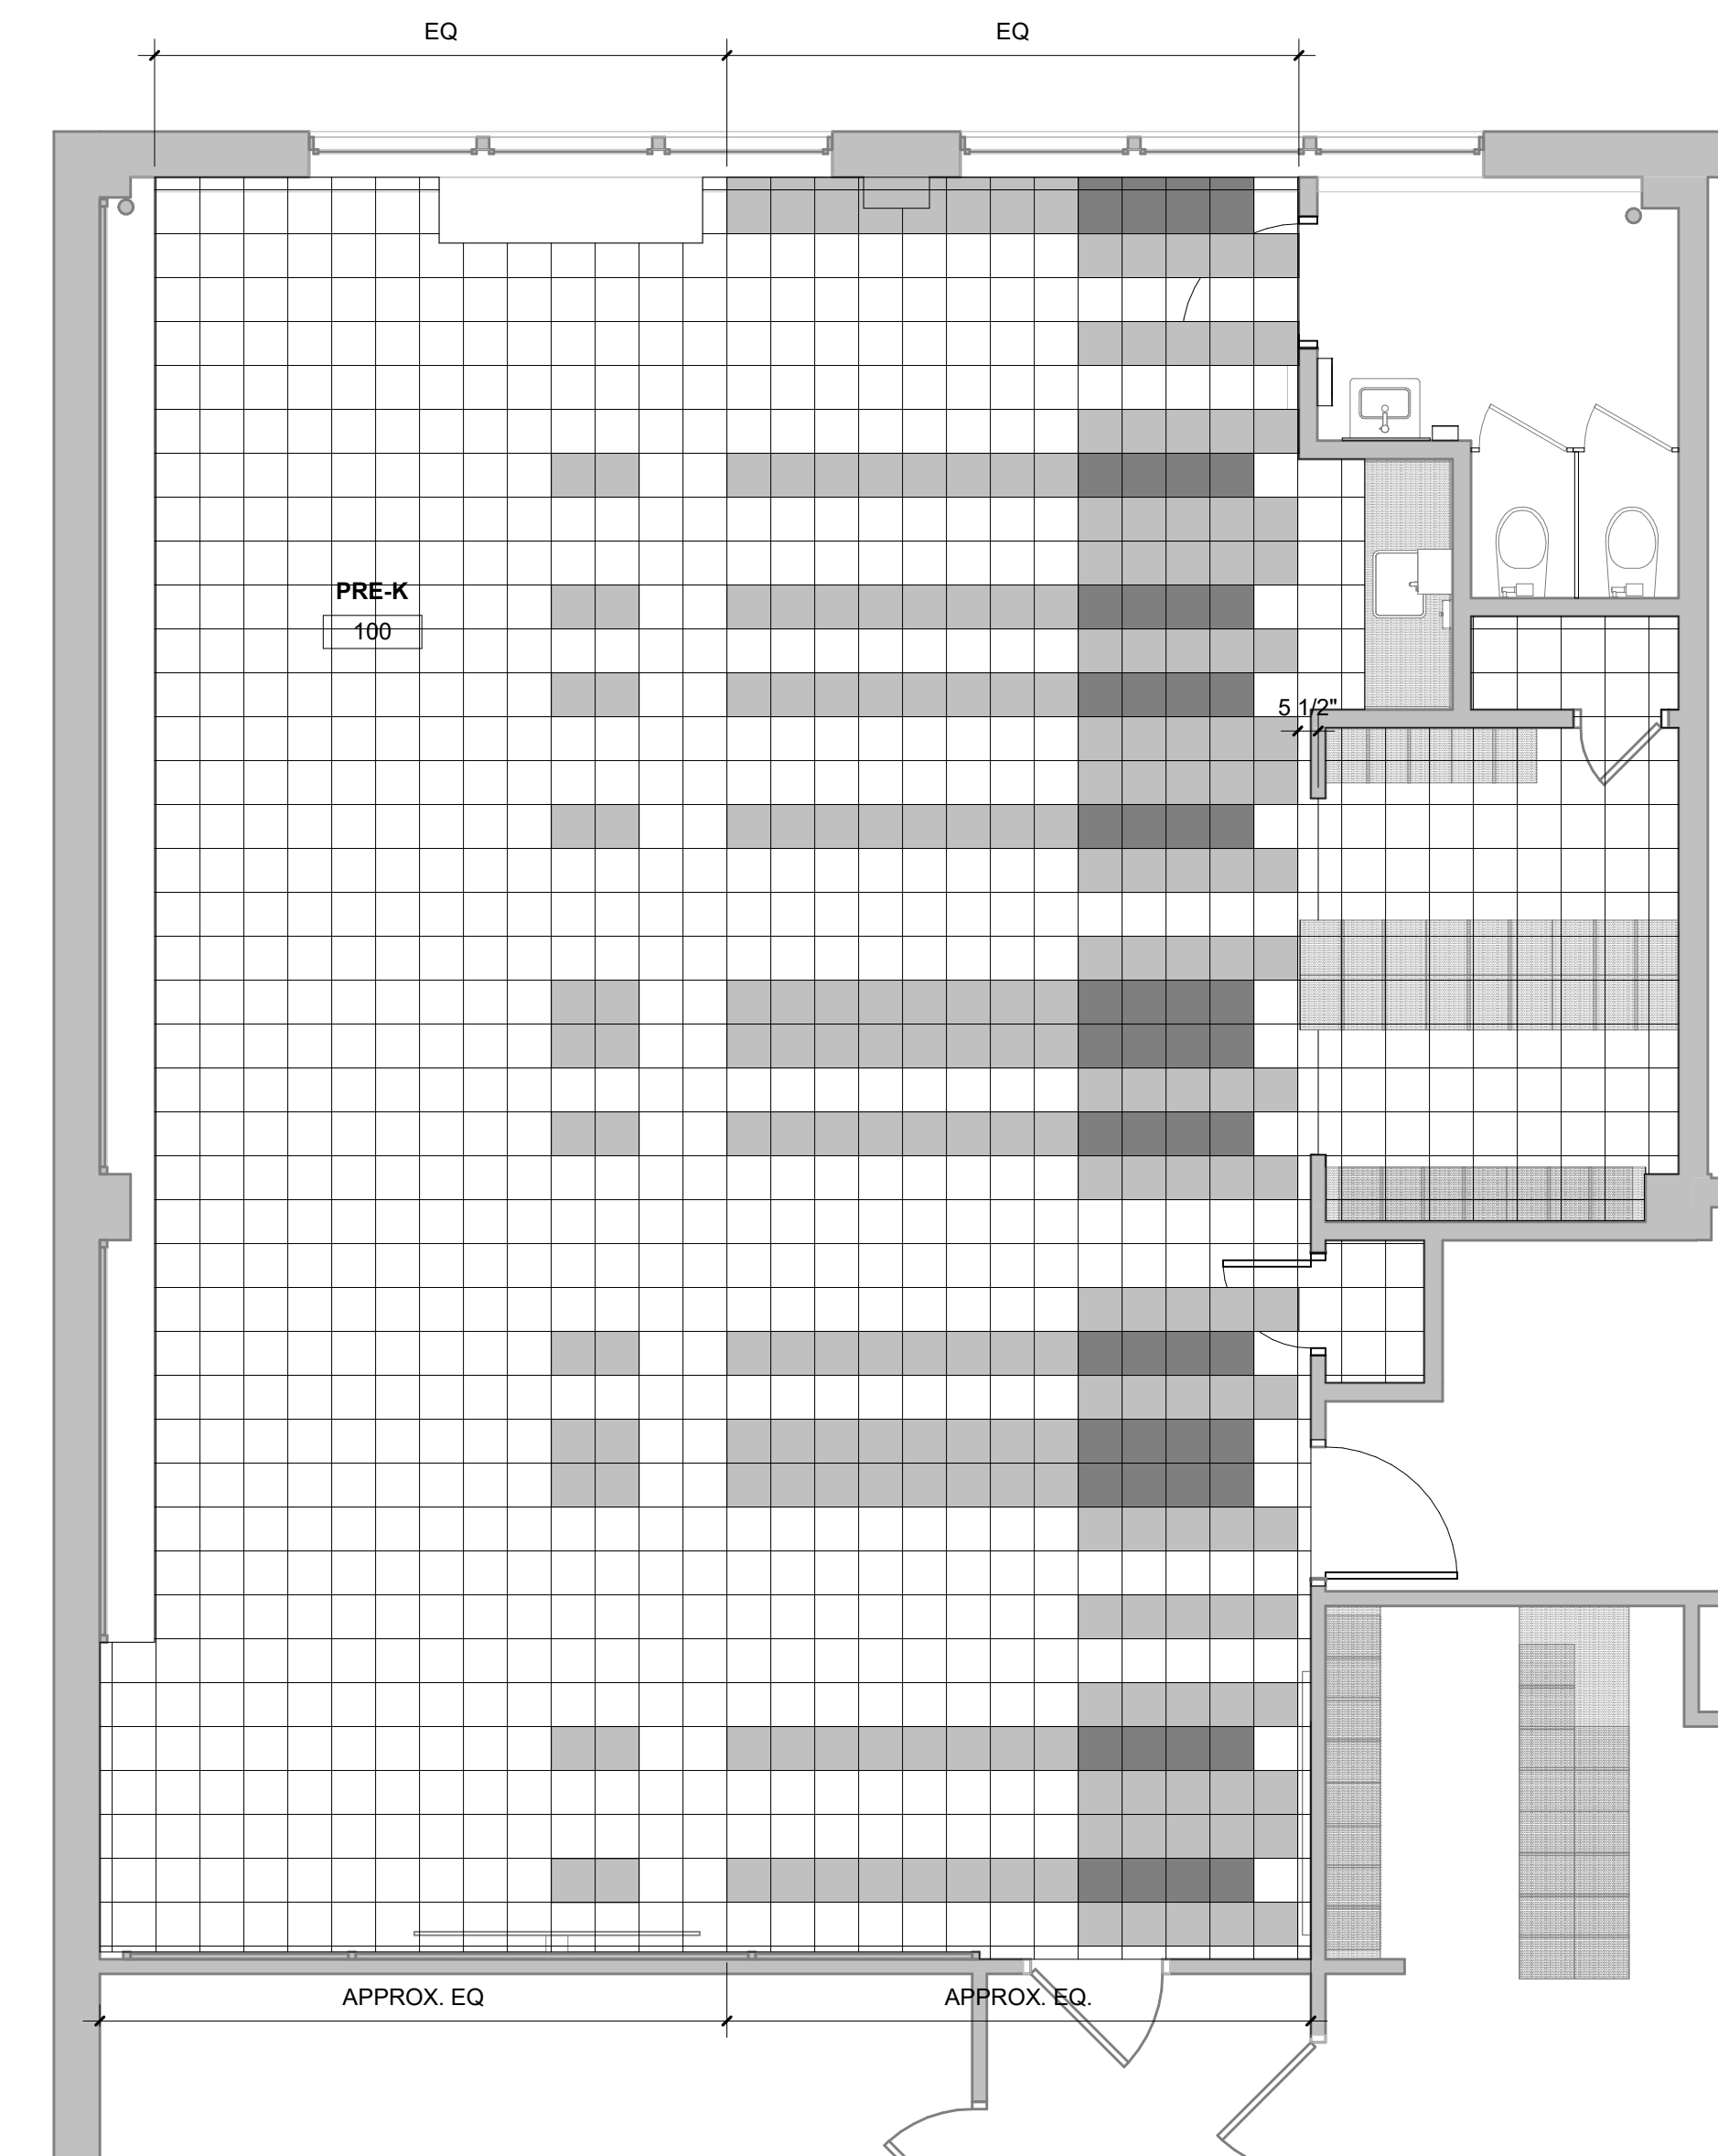 EQ
EQ
PRE-K
100
5 1/2"
APPROX. EQ
APPROX. EQ.